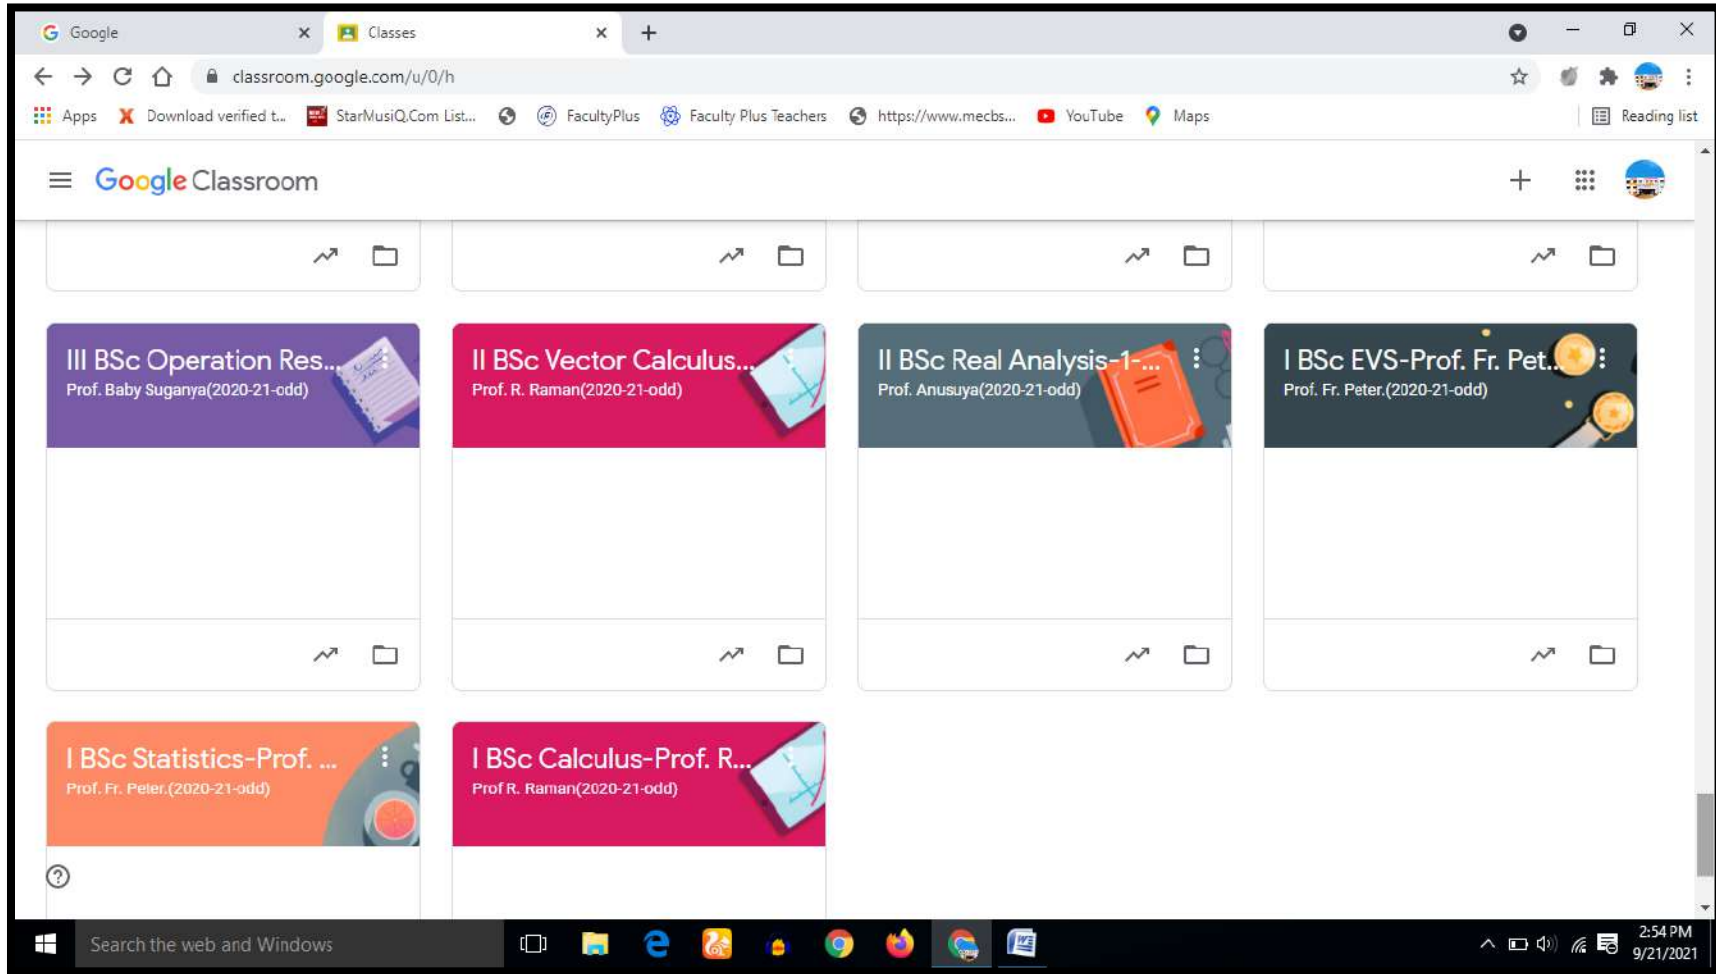 Google
Classes
classroom.google.com/u/0/h
Apps
Download verified t...
StarMusiQ.Com List...
FacultyPlus
Faculty Plus Teachers
https://www.mecbs...
YouTube
Maps
Reading list
Google Classroom
III BSc Operation Res...
Prof. Baby Suganya(2020-21-odd)
II BSc Vector Calculus...
Prof. R. Raman(2020-21-odd)
II BSc Real Analysis-1-...
Prof. Anusuya(2020-21-odd)
I BSc EVS-Prof. Fr. Pet...
Prof. Fr. Peter.(2020-21-odd)
I BSc Statistics-Prof. ...
Prof. Fr. Peter.(2020-21-odd)
I BSc Calculus-Prof. R...
Prof R. Raman(2020-21-odd)
Search the web and Windows
2:54 PM
9/21/2021